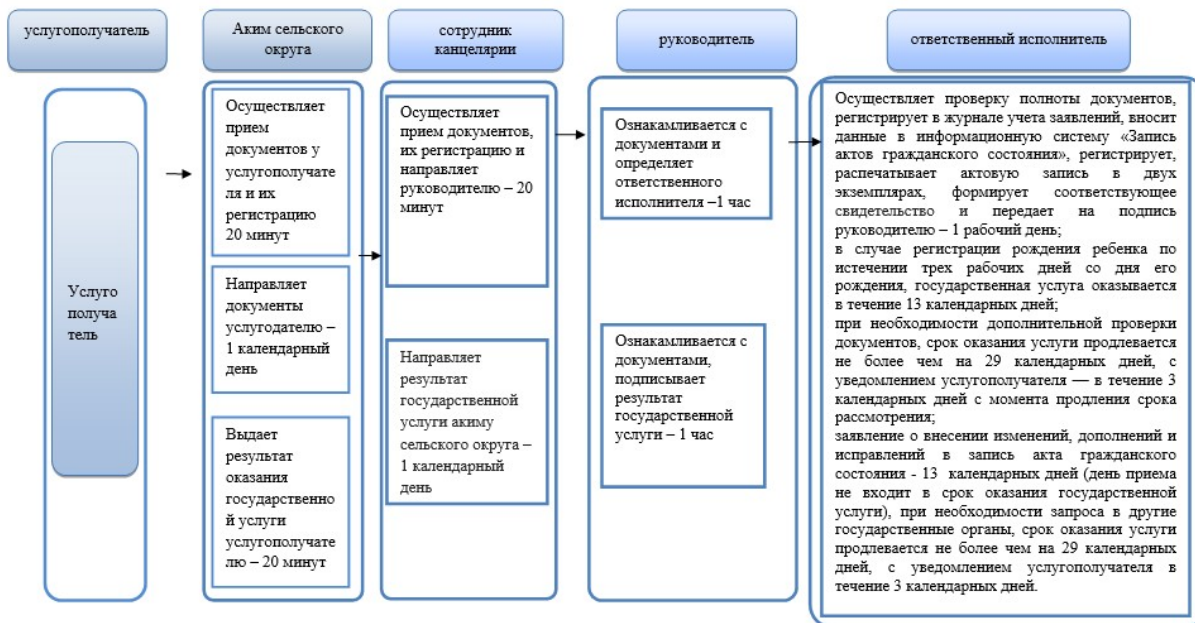 услугополучатель
Аким сельского
округа
сотрудник
канцелярии
руководитель
ответственный исполнитель
Услуго
получа
тель
Осуществляет
прием
документов у
услугополучате
ля и их
регистрацию
20 минут
Направляет
документы
услугодателю –
1 календарный
день
Выдает
результат
оказания
государственно
й услуги
услугополучате
лю – 20 минут
Осуществляет
прием документов,
их регистрацию и
направляет
руководителю – 20
минут
Направляет
результат
государственной
услуги акиму
сельского округа –
1 календарный
день
Ознакамливается с
документами и
определяет
ответственного
исполнителя –1 час
Ознакамливается с
документами,
подписывает
результат
государственной
услуги – 1 час
Осуществляет проверку полноты документов,
регистрирует в журнале учета заявлений, вносит
данные в информационную систему «Запись
актов гражданского состояния», регистрирует,
распечатывает актовую запись в двух
экземплярах, формирует соответствующее
свидетельство и передает на подпись
руководителю – 1 рабочий день;
в случае регистрации рождения ребенка по
истечении трех рабочих дней со дня его
рождения, государственная услуга оказывается
в течение 13 календарных дней;
при необходимости дополнительной проверки
документов, срок оказания услуги продлевается
не более чем на 29 календарных дней, с
уведомлением услугополучателя — в течение 3
календарных дней с момента продления срока
рассмотрения;
заявление о внесении изменений, дополнений и
исправлений в запись акта гражданского
состояния - 13 календарных дней (день приема
не входит в срок оказания государственной
услуги), при необходимости запроса в другие
государственные органы, срок оказания услуги
продлевается не более чем на 29 календарных
дней, с уведомлением услугополучателя в
течение 3 календарных дней.